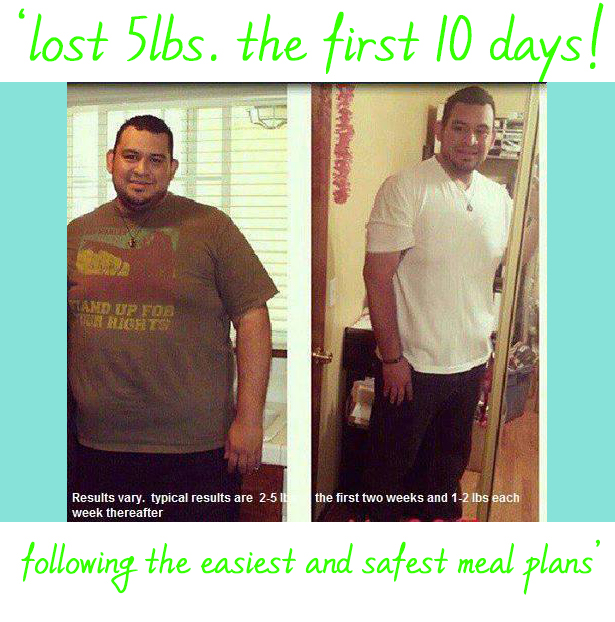 'lost 5lbs. the first 10 days!
STAND UP FOR
YOUR RIGHTS
Results vary. typical results are 2-5 lb the first two weeks and 1-2 lbs each
week thereafter
following the easiest and safest meal plans'